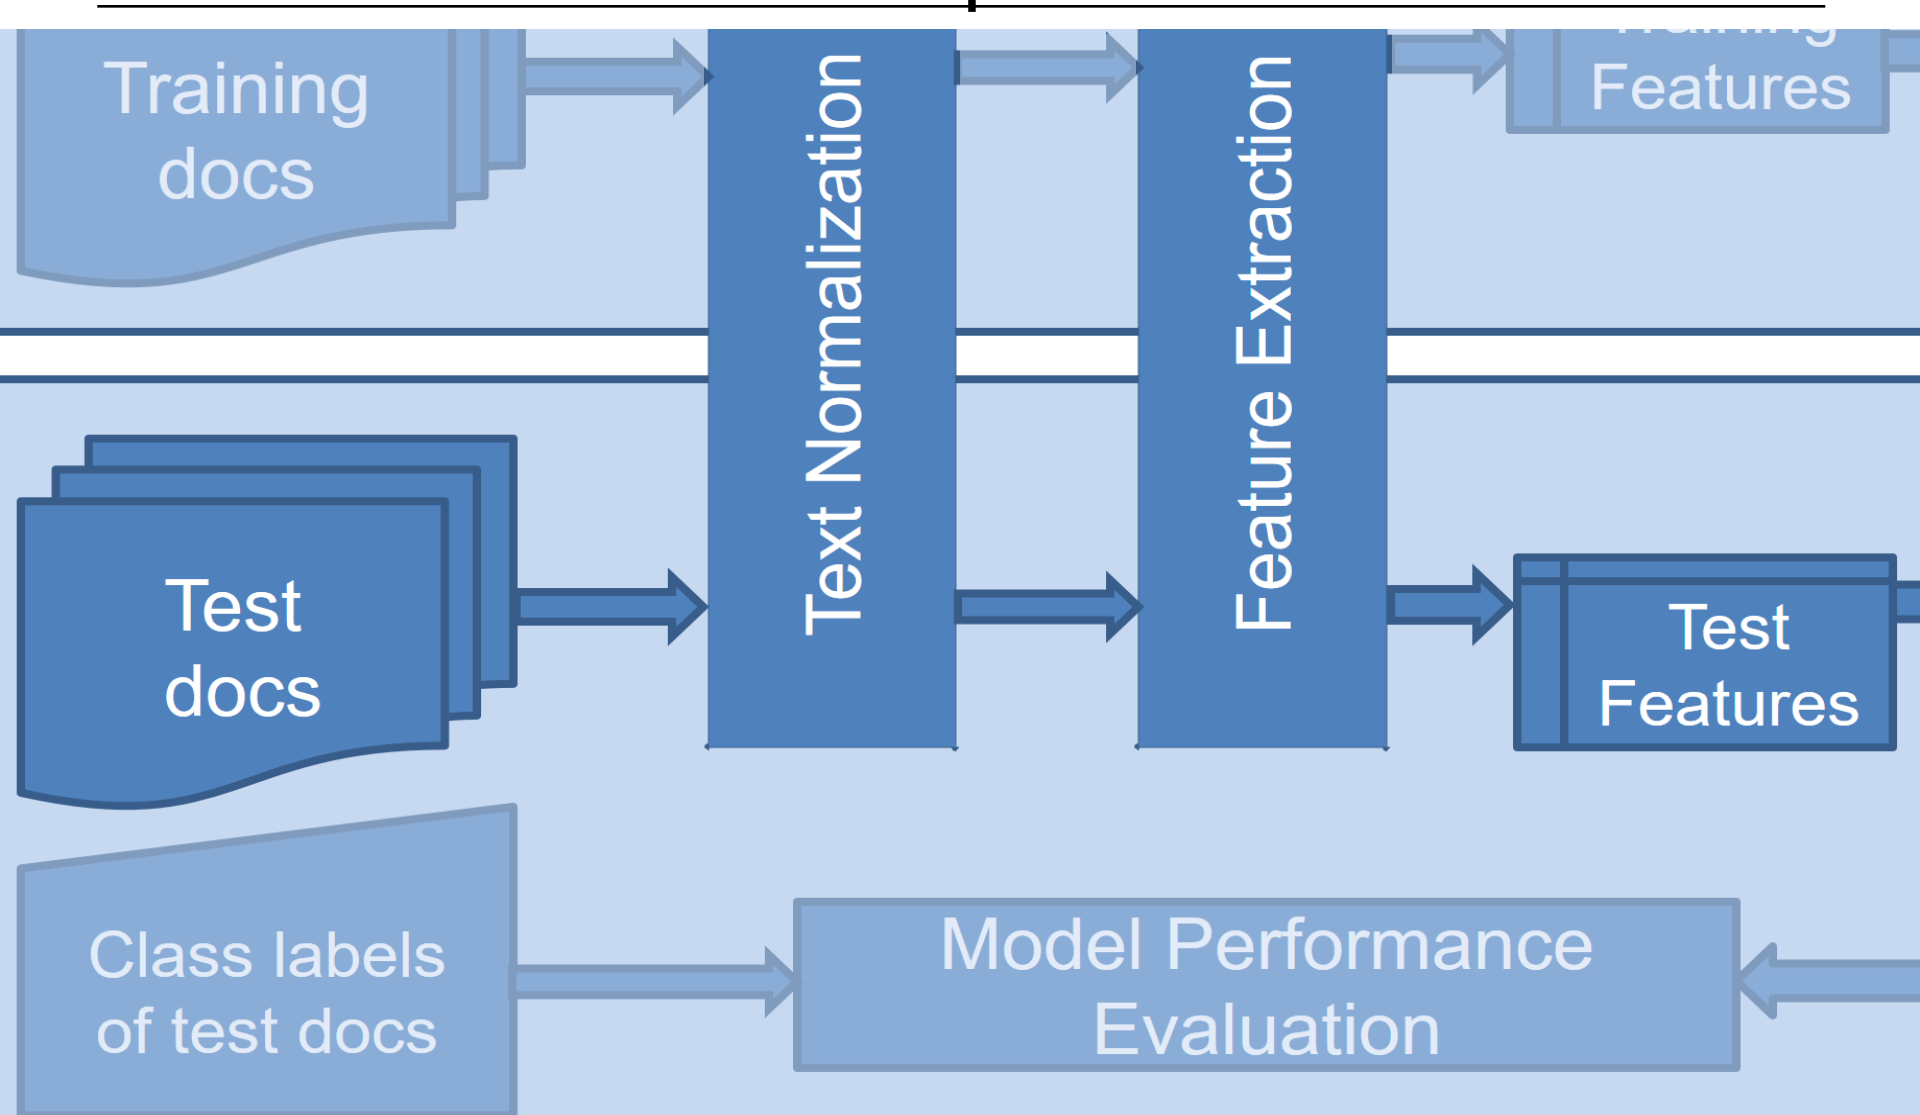 Training
docs
Text Normalization
Feature Extraction
Training
Features
Test
docs
Test
Features
Class labels
of test docs
Model Performance
Evaluation